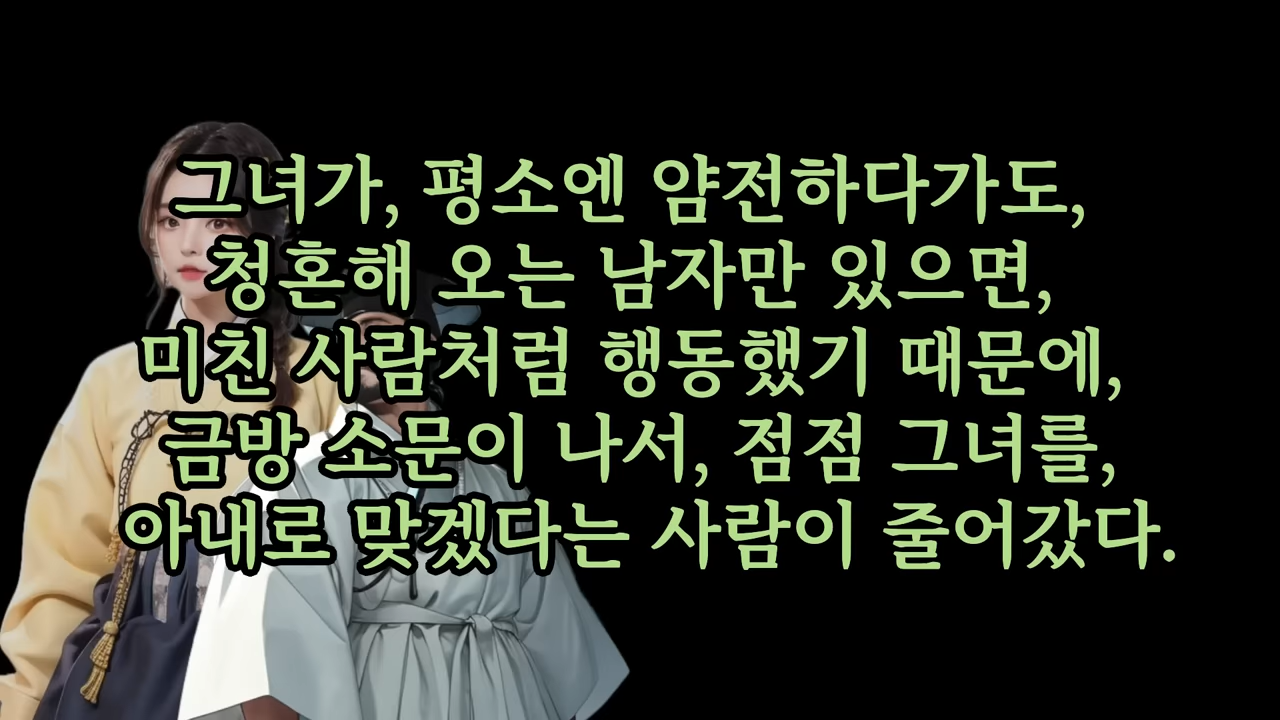 그녀가, 평소엔 얌전하다가도,
청혼해 오는 남자만 있으면,
미친 사람처럼 행동했기 때문에,
금방 소문이 나서, 점점 그녀를,
아내로 맞겠다는 사람이 줄어갔다.